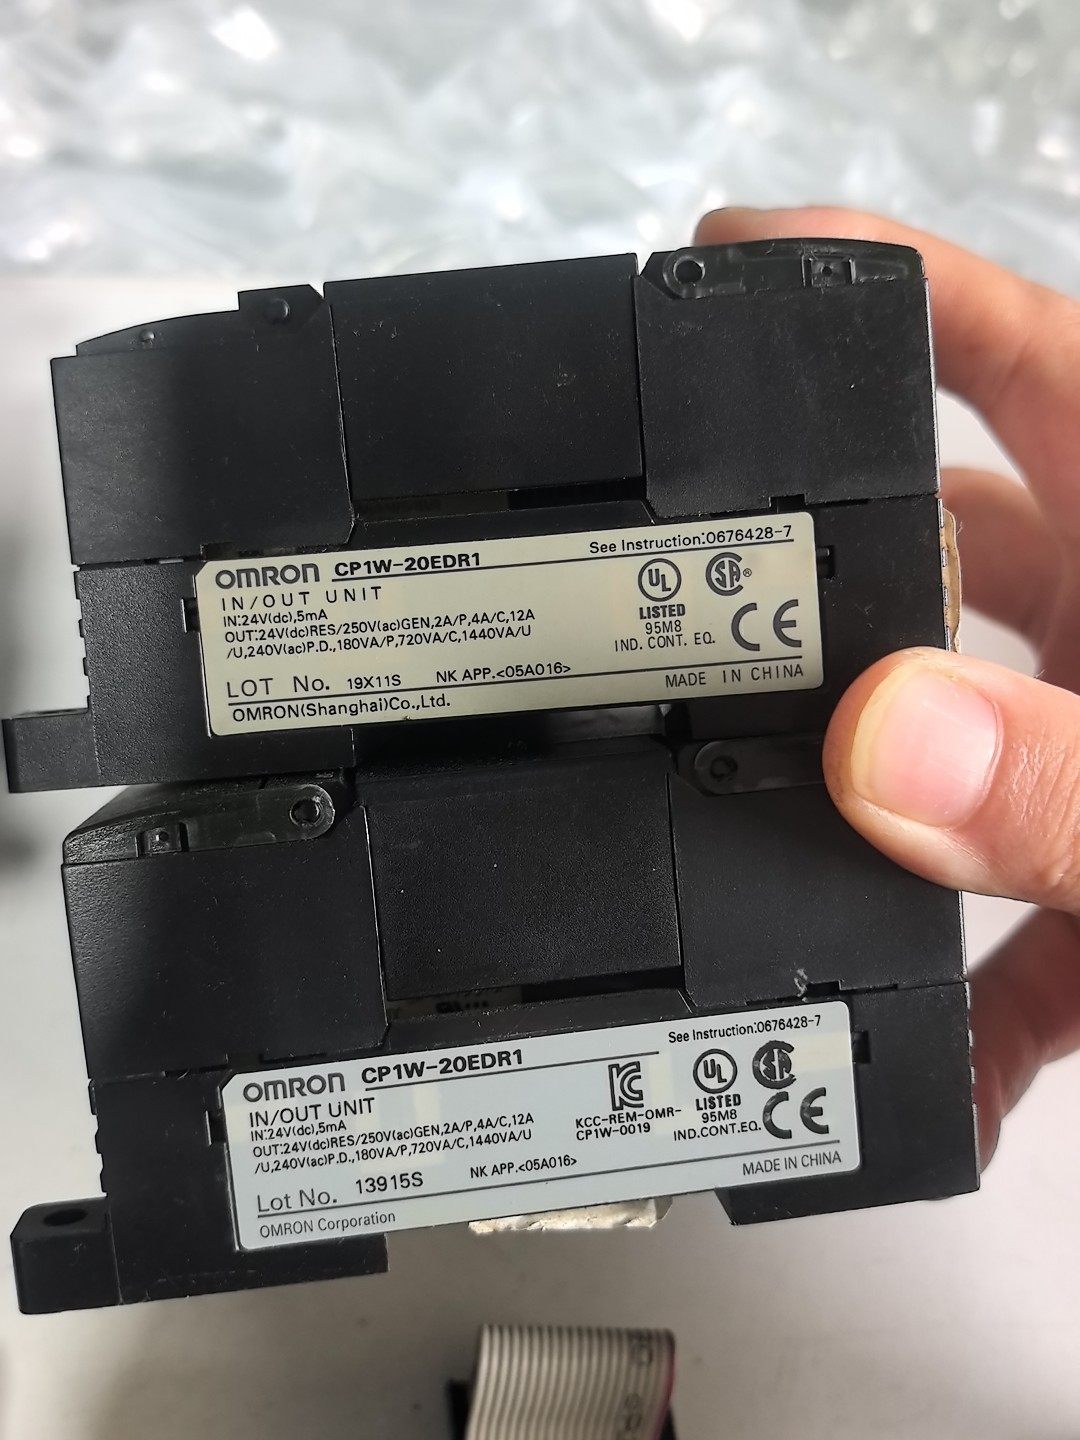 See Instruction:0676428-7
OMRON CP1W-20EDR1
IN/OUT UNIT
IN:24V(dc),5mA
OUT:24V(dc)RES/250V(ac)GEN,2A/P,4A/C,12A
/U,240V(ac)P.D.,180VA/P,720VA/C,1440VA/U
UL
LISTED
95M8
IND. CONT. EQ.
SA®
CE
LOT No. 19X11S NK APP.<05A016>
MADE IN CHINA
OMRON(Shanghai)Co.,Ltd.
See Instruction:0676428-7
OMRON CP1W-20EDR1
IN/OUT UNIT
IN:24V(dc),5mA
OUT:24V(dc)RES/250V(ac)GEN,2A/P,4A/C,12A
/U,240V(ac)P.D.,180VA/P,720VA/C,1440VA/U
KCC-REM-OMR-
CP1W-0019
UL
LISTED
95M8
IND.CONT.EQ.
SA
CE
Lot No. 13915S NK APP.<05A016>
MADE IN CHINA
OMRON Corporation